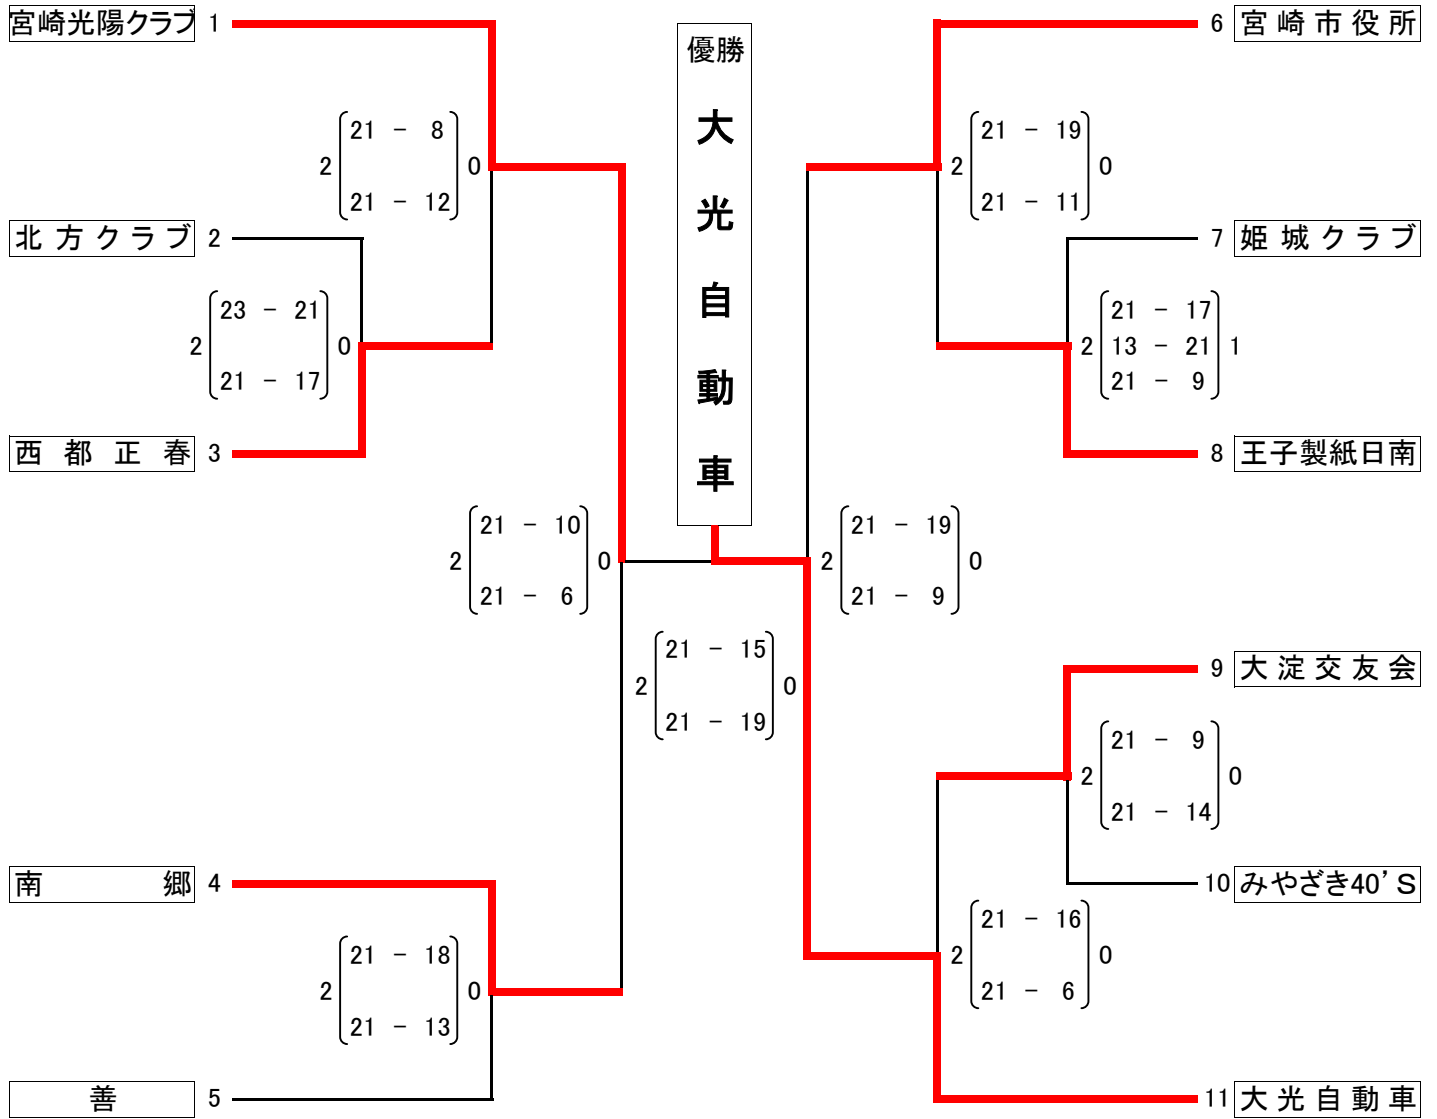 宮崎光陽クラブ 1
優勝
大光自動車
6 宮崎市役所
21 － 8
2 0
21 － 12
21 － 19
2 0
21 － 11
北方クラブ 2
7 姫城クラブ
23 － 21
2 0
21 － 17
21 － 17
2 13 － 21 1
21 － 9
西都正春 3
8 王子製紙日南
21 － 10
2 0
21 － 6
21 － 19
2 0
21 － 9
21 － 15
2 0
21 － 19
9 大淀交友会
21 － 9
2 0
21 － 14
南郷 4
10 みやざき40’S
21 － 18
2 0
21 － 13
21 － 16
2 0
21 － 6
善 5
11 大光自動車